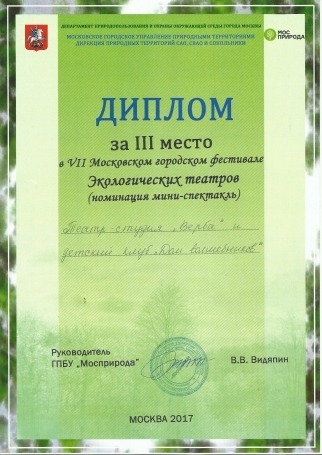 ДЕПАРТАМЕНТ ПРИРОДОПОЛЬЗОВАНИЯ И ОХРАНЫ ОКРУЖАЮЩЕЙ СРЕДЫ ГОРОДА МОСКВЫ
МОСКОВСКОЕ ГОРОДСКОЕ УПРАВЛЕНИЕ ПРИРОДНЫМИ ТЕРРИТОРИЯМИ
ДИРЕКЦИЯ ПРИРОДНЫХ ТЕРРИТОРИЙ САО, СВАО И СОКОЛЬНИКИ
МОС
ПРИРОДА
ДИПЛОМ
за III место
в VII Московском городском фестивале
Экологических театров
(номинация мини-спектакль)
Театр-студия „Верба" и
детский клуб „Дом волшебников"
Руководитель
ГПБУ „Мосприрода"
В.В. Видяпин
МОСКВА 2017